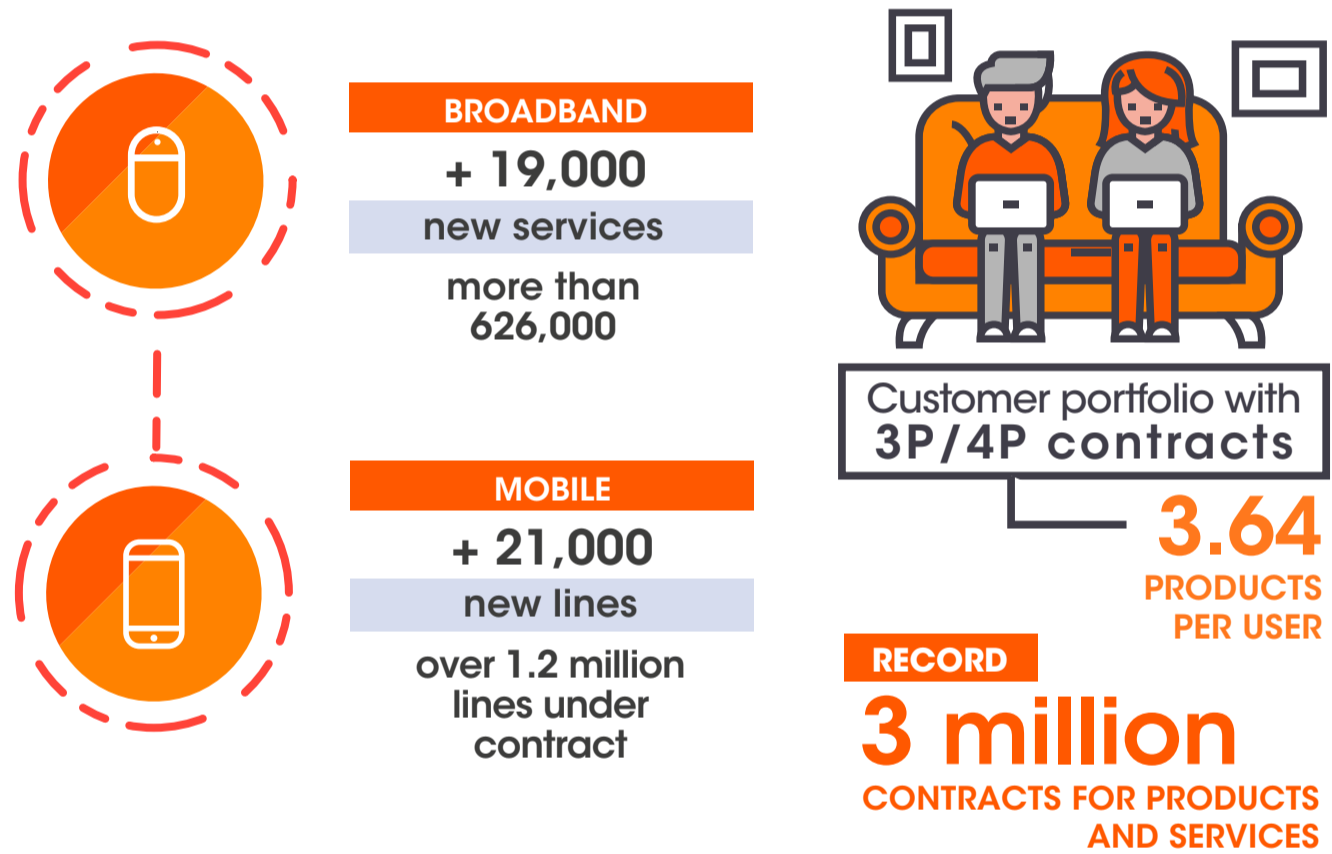 BROADBAND
+ 19,000
new services
more than
626,000
MOBILE
+ 21,000
new lines
over 1.2 million
lines under
contract
Customer portfolio with
3P/4P contracts
3.64
PRODUCTS
PER USER
RECORD
3 million
CONTRACTS FOR PRODUCTS
AND SERVICES